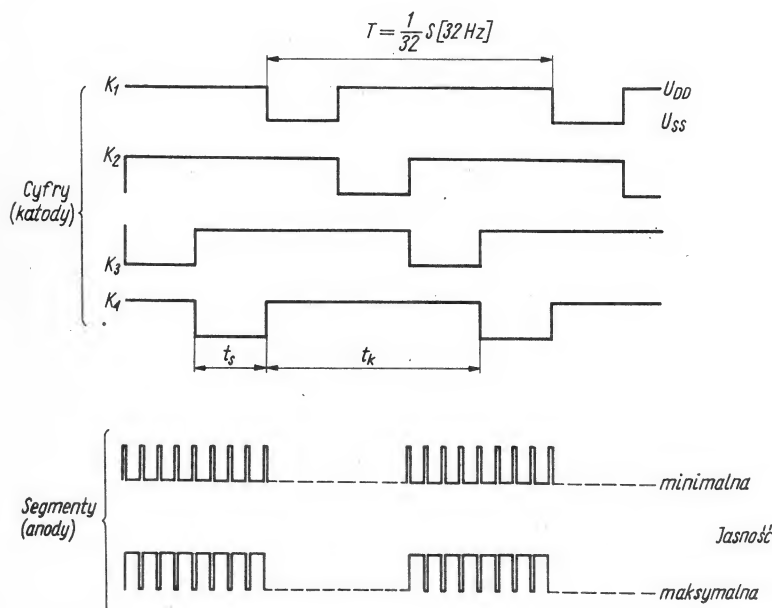 T = 1/32 s [32 Hz]
K1
UDD
USS
K2
Cyfry
(katody)
K3
K4
ts
tk
minimalna
Segmenty
(anody)
Jasność
maksymalna